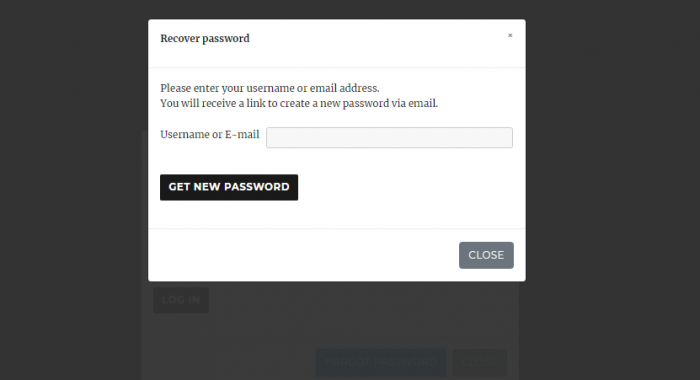 Recover password
×
Please enter your username or email address.
You will receive a link to create a new password via email.
Username or E-mail
GET NEW PASSWORD
CLOSE
LOG IN